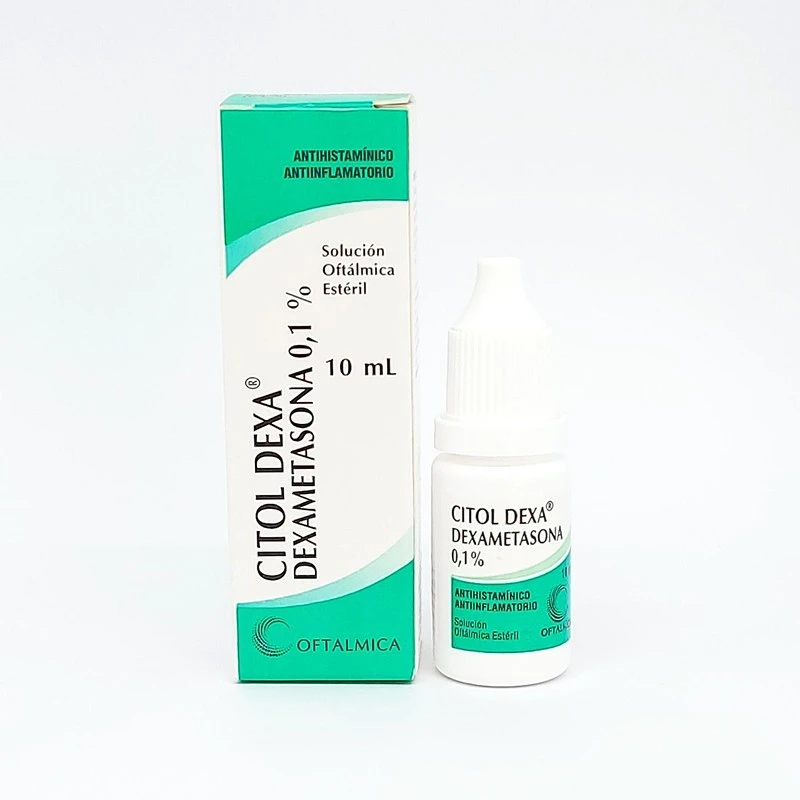 ANTIHISTAMÍNICO
ANTIINFLAMATORIO
Solución
Oftálmica
Estéril
10 mL
CITOL DEXA®
DEXAMETASONA 0,1 %
OFTALMICA
CITOL DEXA®
DEXAMETASONA
0,1%
ANTIHISTAMÍNICO
ANTIINFLAMATORIO
Solución
Oftálmica Estéril